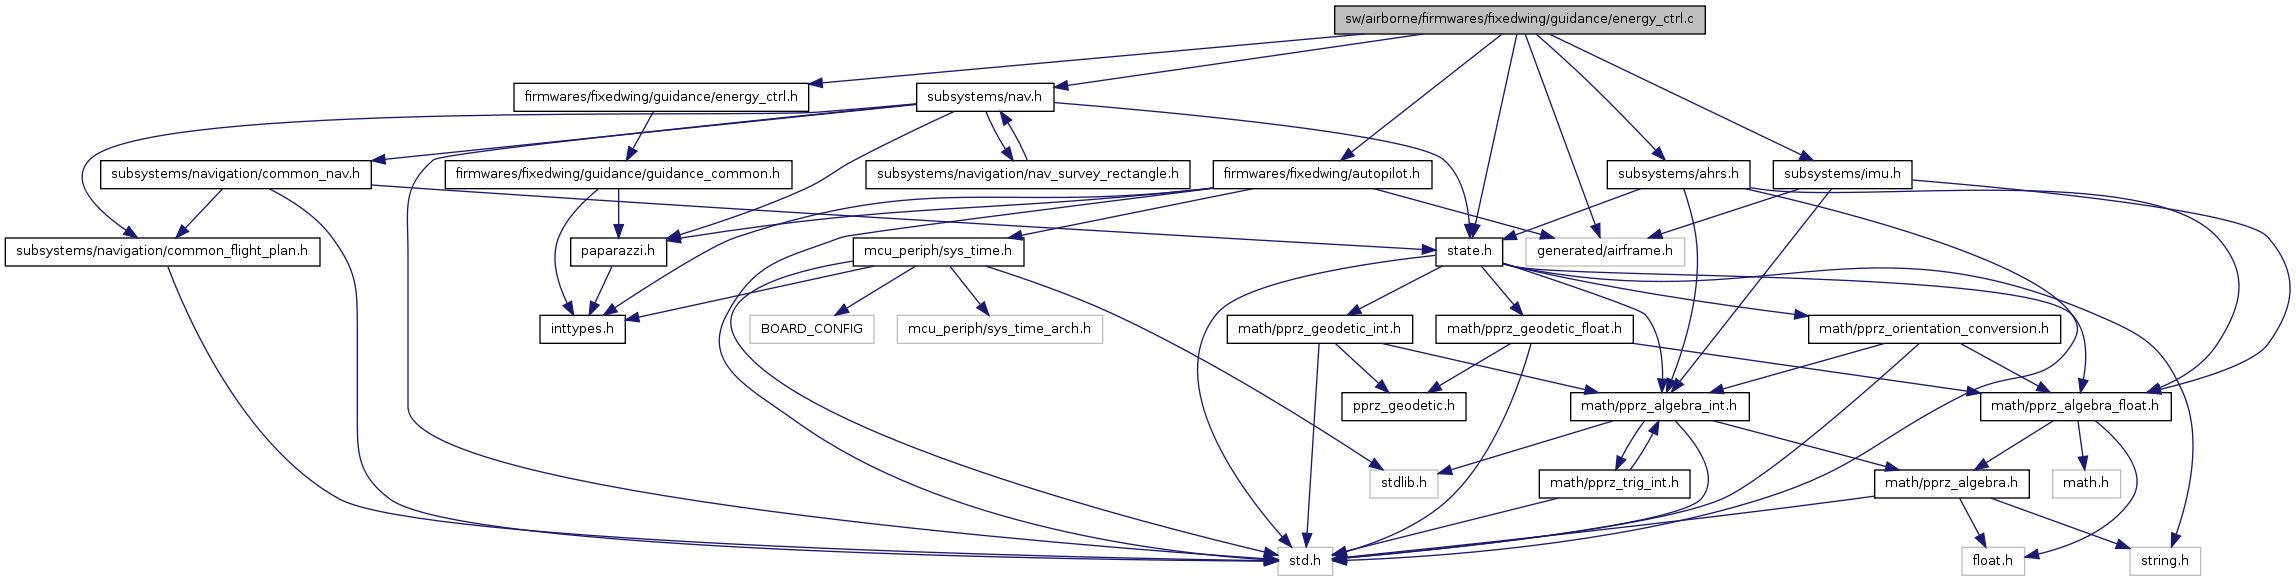 sw/airborne/firmwares/fixedwing/guidance/energy_ctrl.c
firmwares/fixedwing/guidance/energy_ctrl.h
subsystems/nav.h
subsystems/navigation/common_nav.h
firmwares/fixedwing/guidance/guidance_common.h
subsystems/navigation/nav_survey_rectangle.h
firmwares/fixedwing/autopilot.h
subsystems/ahrs.h
subsystems/imu.h
subsystems/navigation/common_flight_plan.h
paparazzi.h
mcu_periph/sys_time.h
state.h
generated/airframe.h
inttypes.h
BOARD_CONFIG
mcu_periph/sys_time_arch.h
math/pprz_geodetic_int.h
math/pprz_geodetic_float.h
math/pprz_orientation_conversion.h
pprz_geodetic.h
math/pprz_algebra_int.h
math/pprz_algebra_float.h
stdlib.h
math/pprz_trig_int.h
math/pprz_algebra.h
math.h
std.h
float.h
string.h